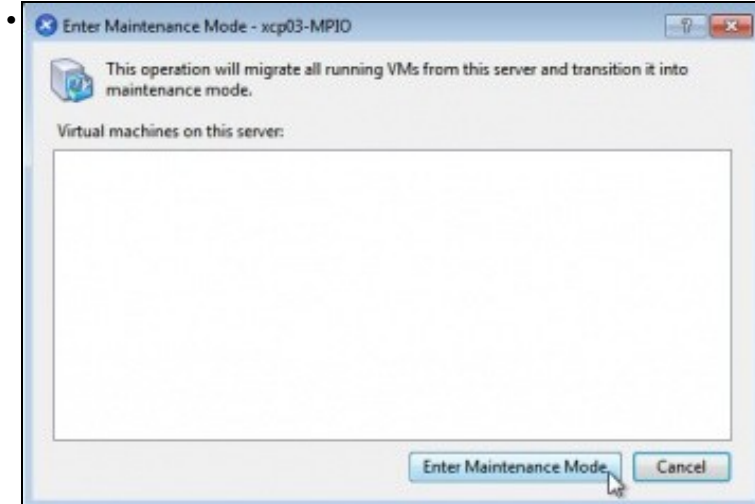 Enter Maintenance Mode - xcp03-MPIO
This operation will migrate all running VMs from this server and transition it into
maintenance mode.
Virtual machines on this server:
Enter Maintenance Mode
Cancel